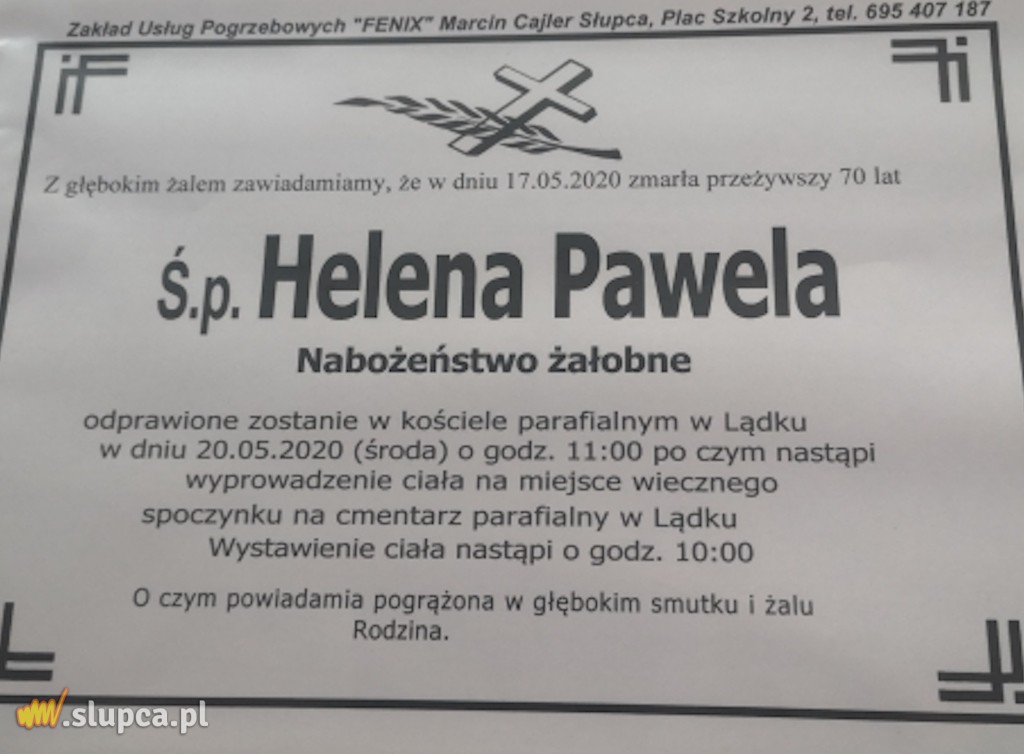 Zakład Usług Pogrzebowych "FENIX" Marcin Cajler Słupca, Plac Szkolny 2, tel. 695 407 187
Z głębokim żalem zawiadamiamy, że w dniu 17.05.2020 zmarła przeżywszy 70 lat
Ś.p. Helena Pawela
Nabożeństwo żałobne
odprawione zostanie w kościele parafialnym w Lądku
w dniu 20.05.2020 (środa) o godz. 11:00 po czym nastąpi
wyprowadzenie ciała na miejsce wiecznego
spoczynku na cmentarz parafialny w Lądku
Wystawienie ciała nastąpi o godz. 10:00
O czym powiadamia pogrążona w głębokim smutku i żalu
Rodzina.
www.slupca.pl